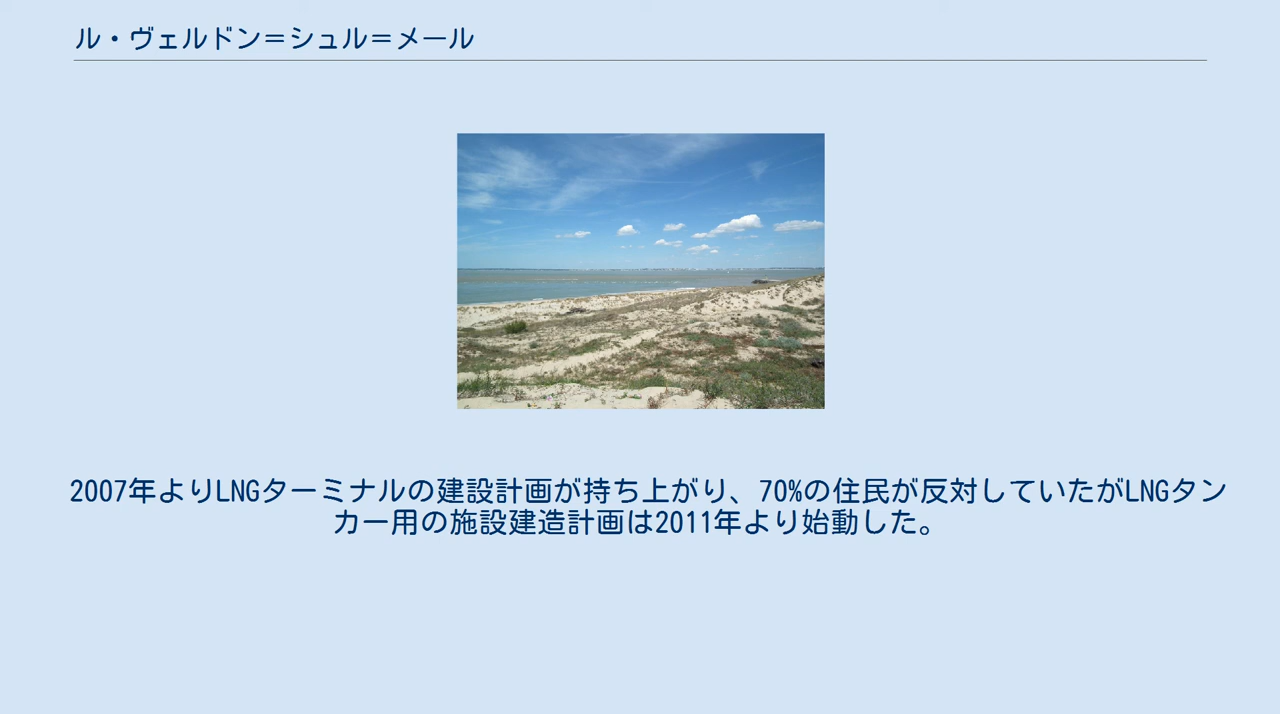 ル・ヴェルドン＝シュル＝メール
2007年よりLNGターミナルの建設計画が持ち上がり、70%の住民が反対していたがLNGタン
カー用の施設建造計画は2011年より始動した。